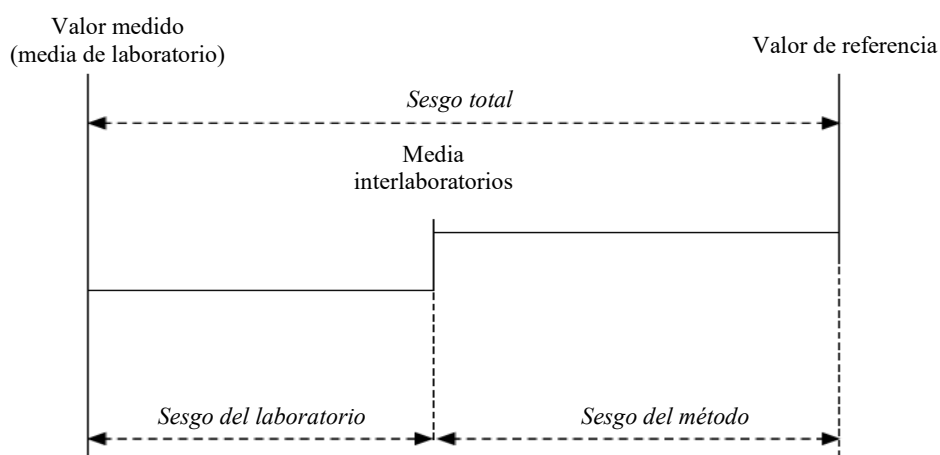 Valor medido
(media de laboratorio)
Valor de referencia
Sesgo total
Media
interlaboratorios
Sesgo del laboratorio
Sesgo del método